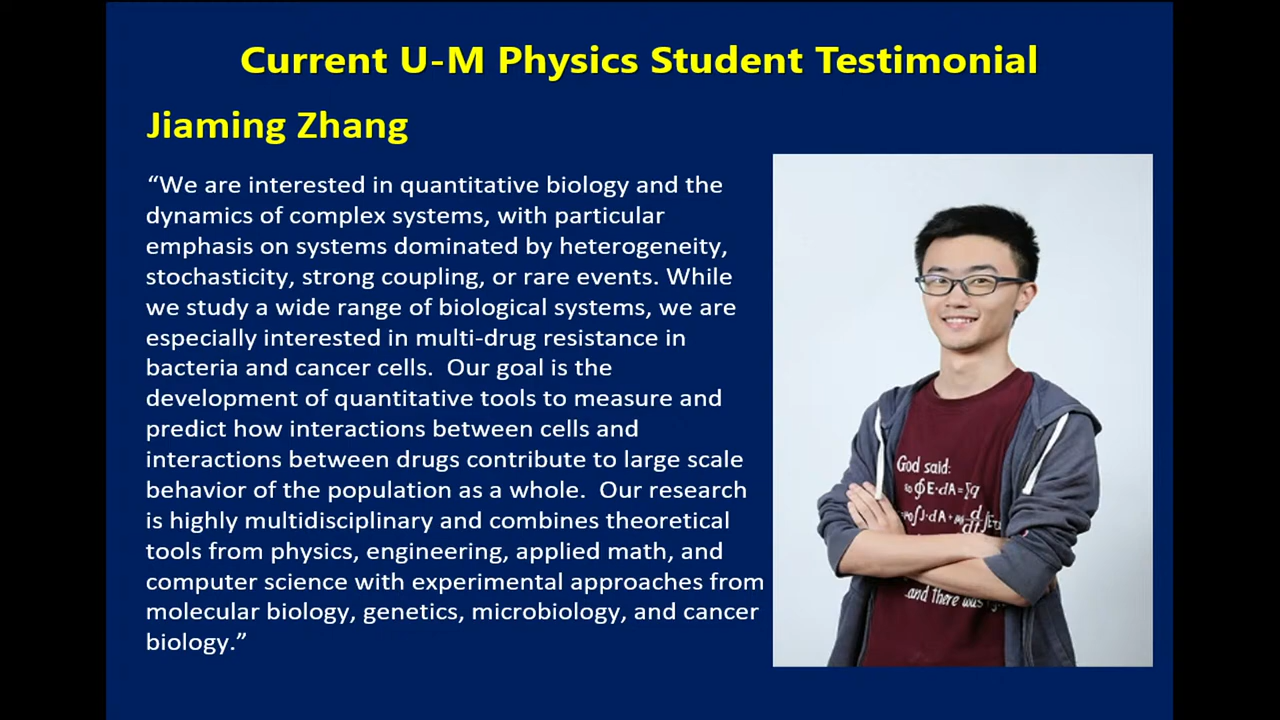 Current U-M Physics Student Testimonial
Jiaming Zhang
“We are interested in quantitative biology and the
dynamics of complex systems, with particular
emphasis on systems dominated by heterogeneity,
stochasticity, strong coupling, or rare events. While
we study a wide range of biological systems, we are
especially interested in multi-drug resistance in
bacteria and cancer cells. Our goal is the
development of quantitative tools to measure and
predict how interactions between cells and
interactions between drugs contribute to large scale
behavior of the population as a whole. Our research
is highly multidisciplinary and combines theoretical
tools from physics, engineering, applied math, and
computer science with experimental approaches from
molecular biology, genetics, microbiology, and cancer
biology.”
God said:
∮E·dA=Σq
...and there was